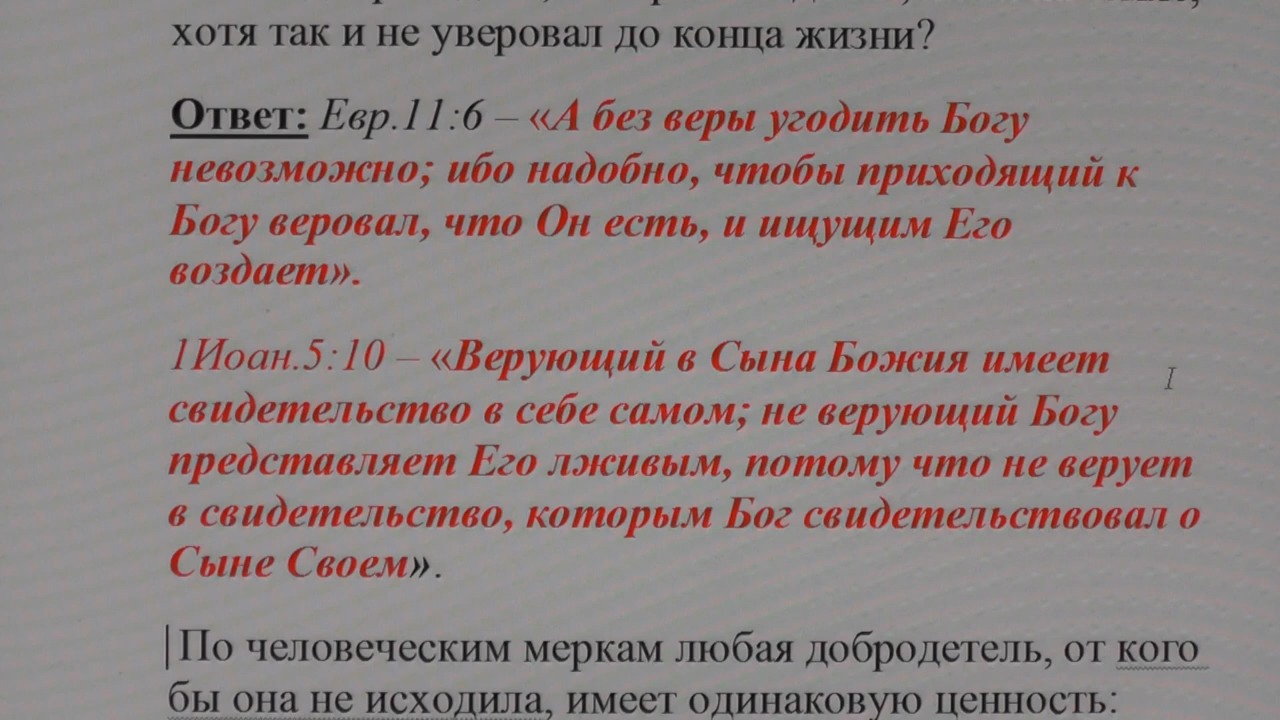 хотя так и не уверовал до конца жизни?
Ответ: Евр.11:6 – «А без веры угодить Богу
невозможно; ибо надобно, чтобы приходящий к
Богу веровал, что Он есть, и ищущим Его
воздает».
1Иоан.5:10 – «Верующий в Сына Божия имеет
свидетельство в себе самом; не верующий Богу
представляет Его лживым, потому что не верует
в свидетельство, которым Бог свидетельствовал о
Сыне Своем».
По человеческим меркам любая добродетель, от кого
бы она не исходила, имеет одинаковую ценность: